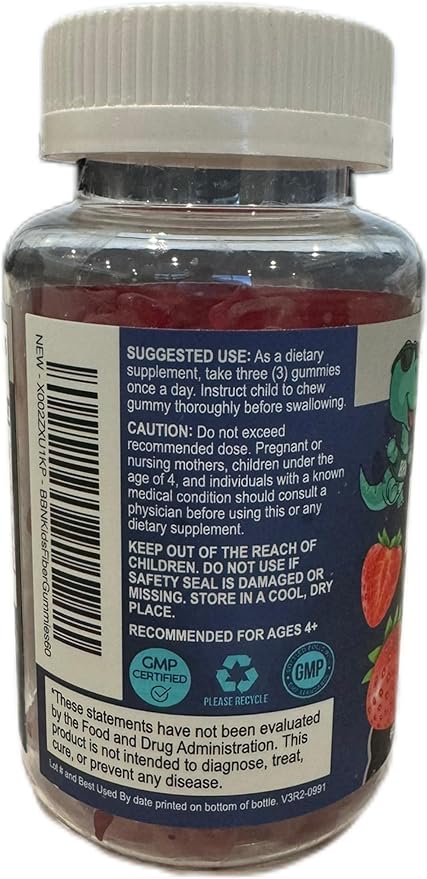 SUGGESTED USE: As a dietary
supplement, take three (3) gummies
once a day. Instruct child to chew
gummy thoroughly before swallowing.
CAUTION: Do not exceed
recommended dose. Pregnant or
nursing mothers, children under the
age of 4, and individuals with a known
medical condition should consult a
physician before using this or any
dietary supplement.
KEEP OUT OF THE REACH OF
CHILDREN. DO NOT USE IF
SAFETY SEAL IS DAMAGED OR
MISSING. STORE IN A COOL, DRY
PLACE.
RECOMMENDED FOR AGES 4+
GMP
CERTIFIED
PLEASE RECYCLE
GMP
*These statements have not been evaluated
by the Food and Drug Administration. This
product is not intended to diagnose, treat,
cure, or prevent any disease.
Lot # and Best Used By date printed on bottom of bottle. V3R2-0991
NEW - X002ZXU1KP - BBNKidsFiberGummies60